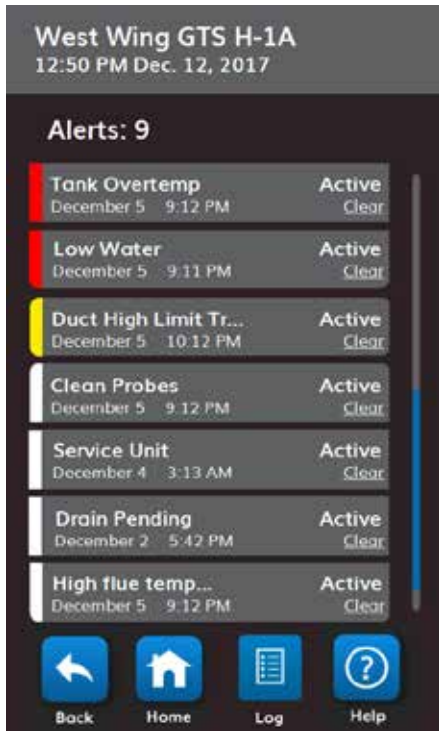 West Wing GTS H-1A
12:50 PM Dec. 12, 2017
Alerts: 9
Tank Overtemp Active
December 5 9:12 PM Clear
Low Water Active
December 5 9:11 PM Clear
Duct High Limit Tr... Active
December 5 10:12 PM Clear
Clean Probes Active
December 5 9:12 PM Clear
Service Unit Active
December 4 3:13 AM Clear
Drain Pending Active
December 2 5:42 PM Clear
High flue temp... Active
December 5 9:12 PM Clear
Back Home Log Help